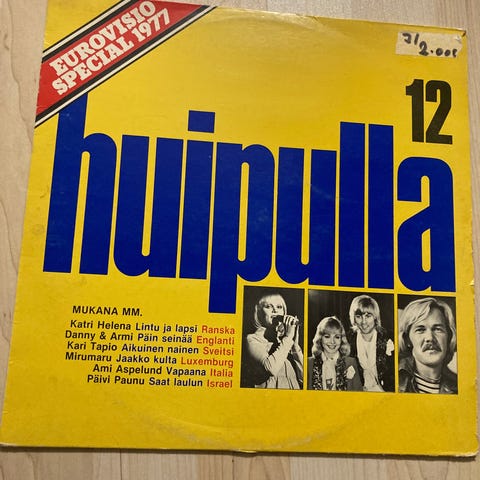 EUROVISIO
SPECIAL 1977
12
huipulla
MUKANA MM.
Katri Helena Lintu ja lapsi Ranska
Danny & Armi Päin seinää Englanti
Kari Tapio Aikuinen nainen Sveitsi
Mirumaru Jaakko kulta Luxemburg
Ami Aspelund Vapaana Italia
Päivi Paunu Saat laulun Israel